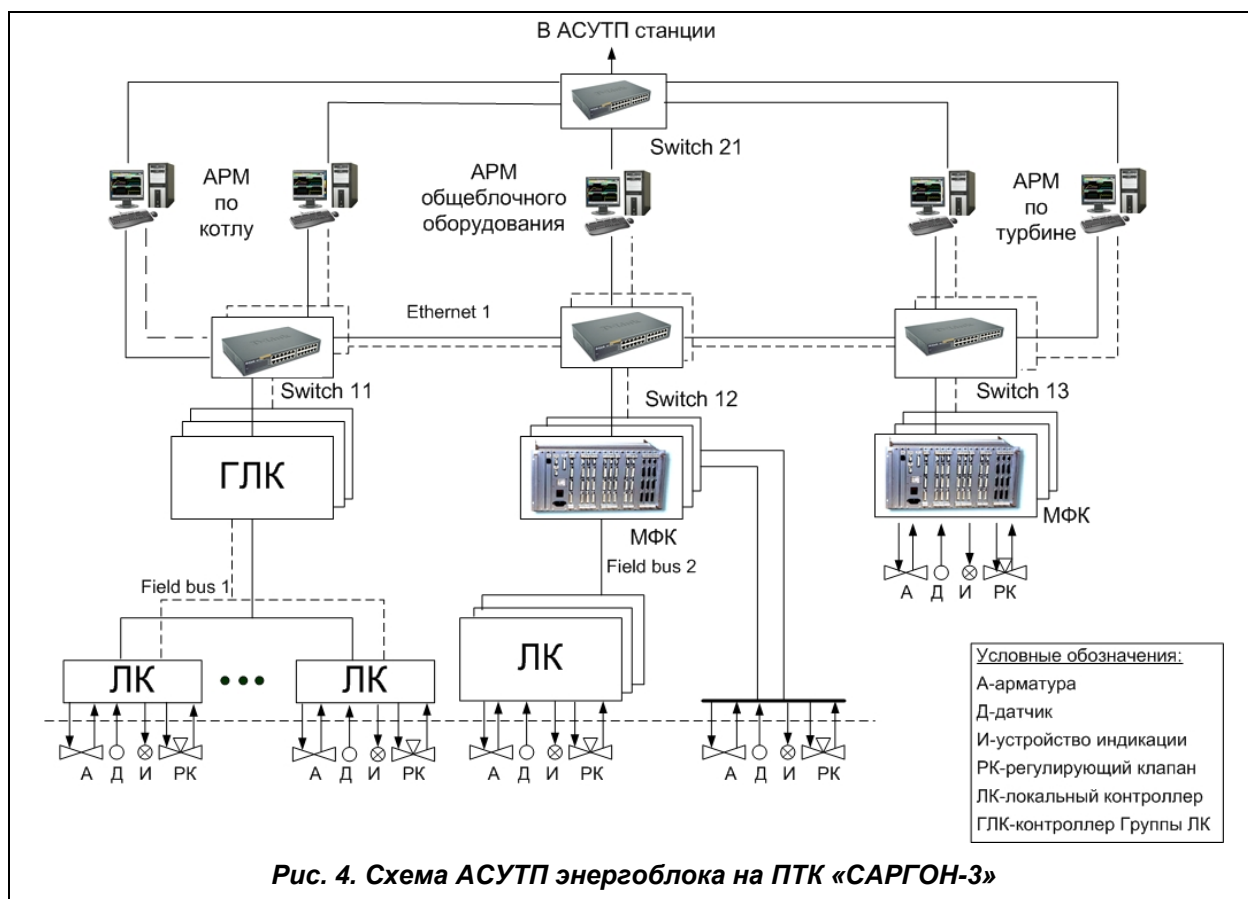 В АСУТП станции
Switch 21
АРМ
по
котлу
АРМ
общеблочного
оборудования
АРМ
по
турбине
Ethernet 1
Switch 11
Switch 12
Switch 13
ГЛК
МФК
МФК
Field bus 1
Field bus 2
А Д И РК
ЛК
ЛК
ЛК
А Д И РК
А Д И РК
А Д И РК
А Д И РК
Условные обозначения:
А-арматура
Д-датчик
И-устройство индикации
РК-регулирующий клапан
ЛК-локальный контроллер
ГЛК-контроллер Группы ЛК
Рис. 4. Схема АСУТП энергоблока на ПТК «САРГОН-3»